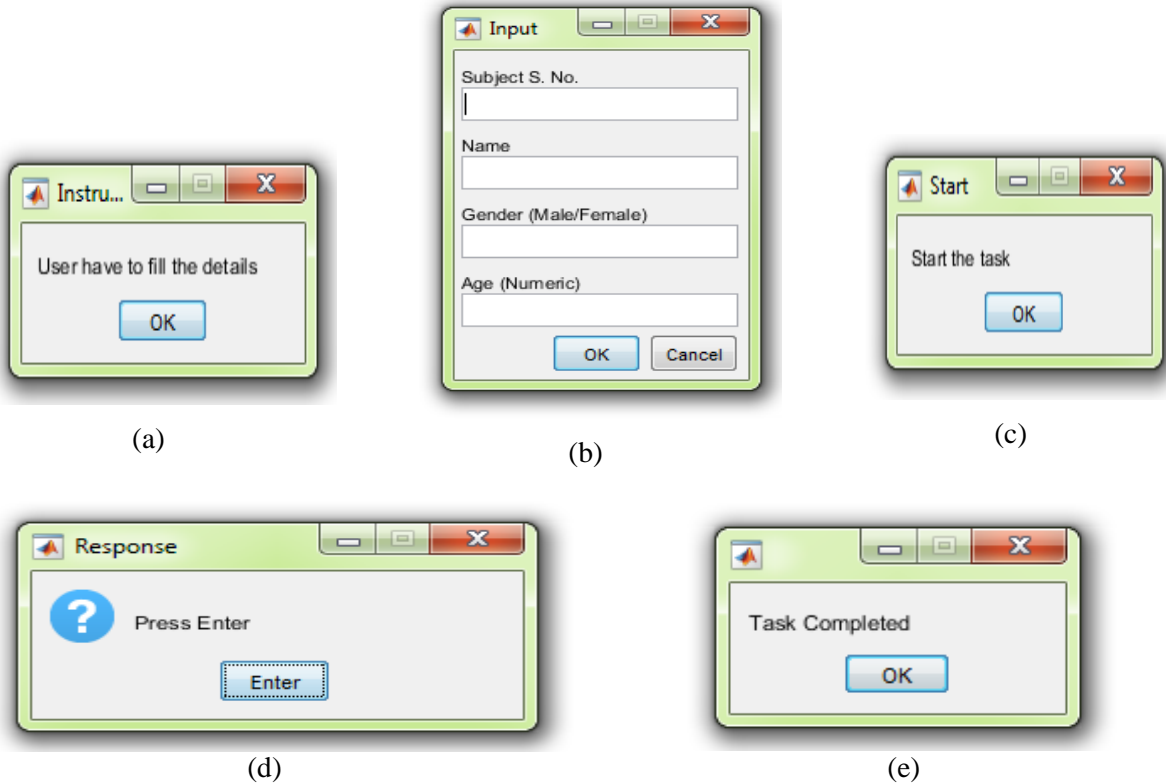 Instru...
User have to fill the details
OK
(a)
Input
Subject S. No.
Name
Gender (Male/Female)
Age (Numeric)
OK Cancel
(b)
Start
Start the task
OK
(c)
Response
? Press Enter
Enter
(d)
Task Completed
OK
(e)